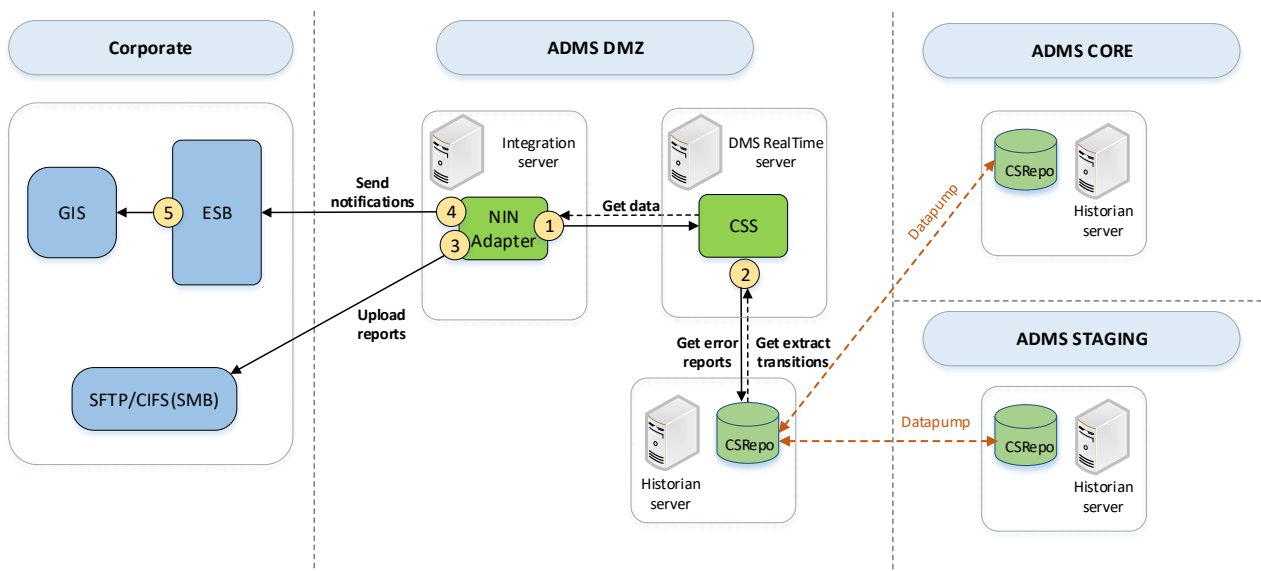 Corporate
ADMS DMZ
ADMS CORE
Integration
server
DMS RealTime
server
CSRepo
Historian
server
GIS
5
ESB
Send
notifications
4
NIN
Adapter
3
1
Get data
CSS
2
Datapump
Upload
reports
Get error
reports
Get extract
transitions
ADMS STAGING
SFTP/CIFS(SMB)
Historian
server
CSRepo
Datapump
CSRepo
Historian
server